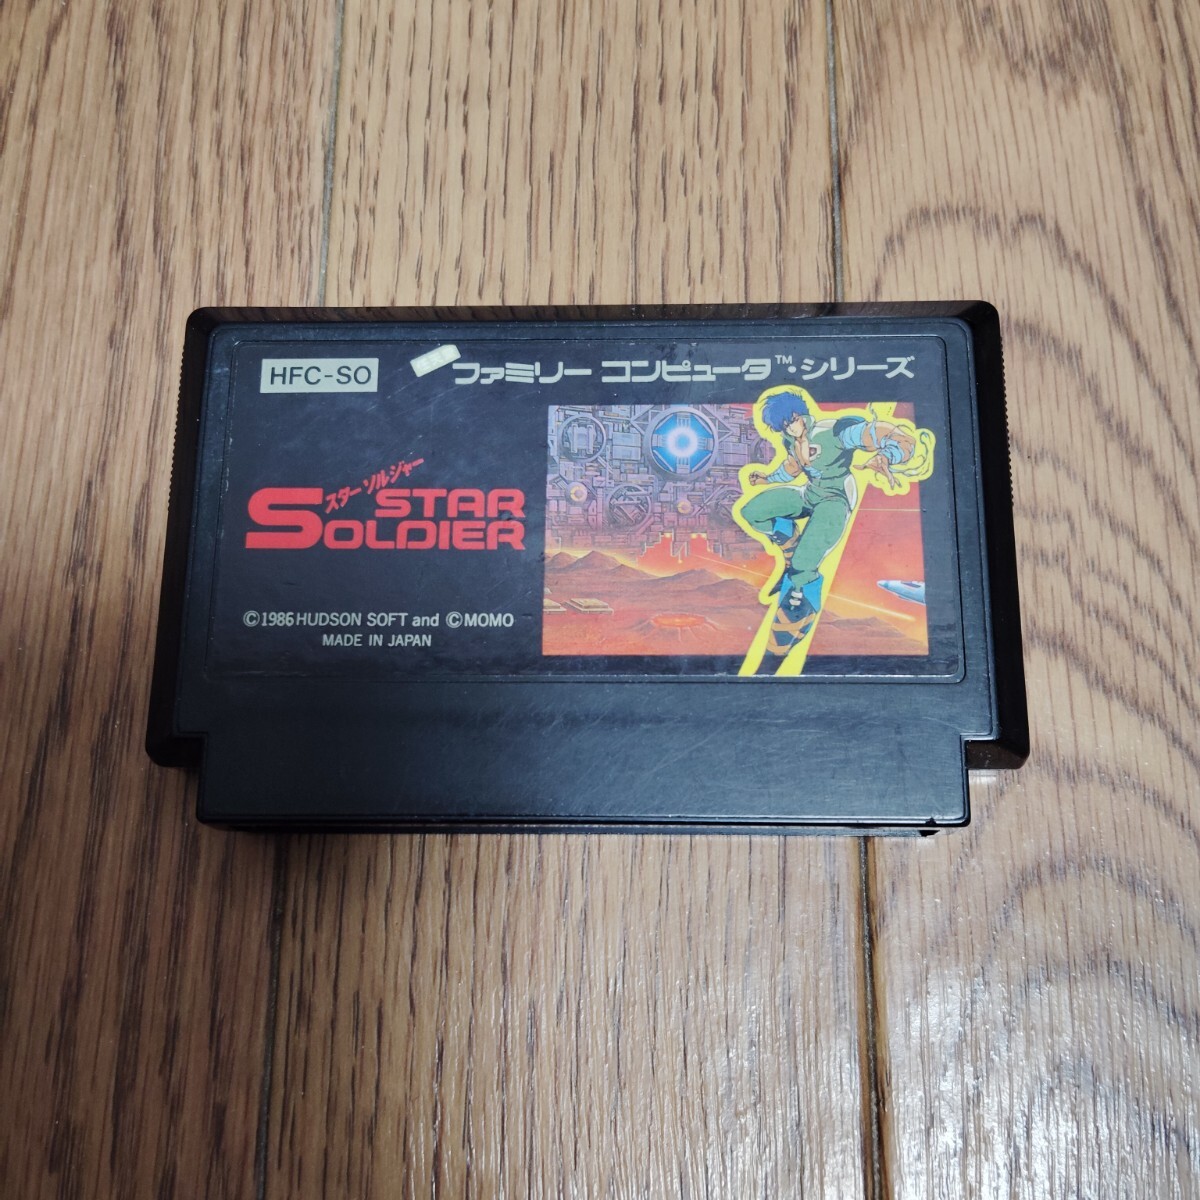 HFC-SO
ファミリー コンピュータ™・シリーズ
スター ソルジャー
STAR
SOLDIER
©1986 HUDSON SOFT and ©MOMO
MADE IN JAPAN